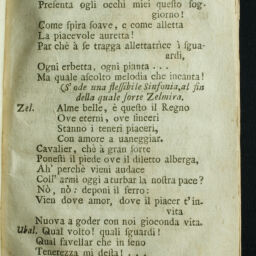 Presenta ogli occhi miei questo sog-
giorno!
Come spira soave, e come alletta
La piacevole auretta!
Par chè à se tragga allettatrice i sgua-
ardi,
Ogni erbetta, ogni pianta . . .
Ma quale ascolto melodia che incanta!
(S'ode una flessibile Sinfonia, al fin
della quale sorte Zelmira.
Zel. Alme belle, è questo il Regno
Ove eterni, ove sinceri
Stanno i teneri piaceri,
Con amore a vaneggiar.
Cavalier, chè à gran sorte
Ponesti il piede ove il diletto alberga,
Ah' perchè vieni audace
Coll' armi oggi a turbar la nostra pace?
Nò, nò: deponi il ferro:
Vien dove amor, dove il piacer t'in-
vita
Nuova a goder con noi gioconda vita.
Ubal. Qual volto! quali sguardi!
Qual favellar che in seno
Tenerezza mi desta! . . .